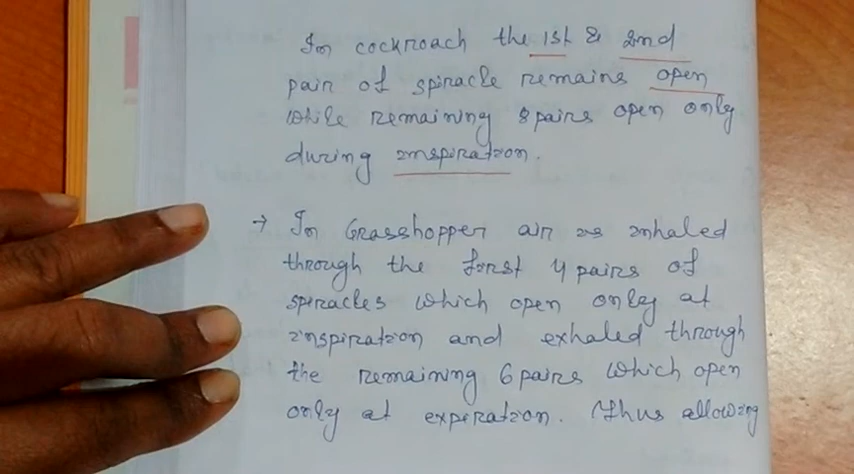 In cockroach the 1st & 2nd
pair of spiracle remains open
while remaining 8 pairs open only
during inspiration.
→ In Grasshopper air is inhaled
through the first 4 pairs of
spiracles which open only at
inspiration and exhaled through
the remaining 6 pairs which open
only at experation. Thus allowing